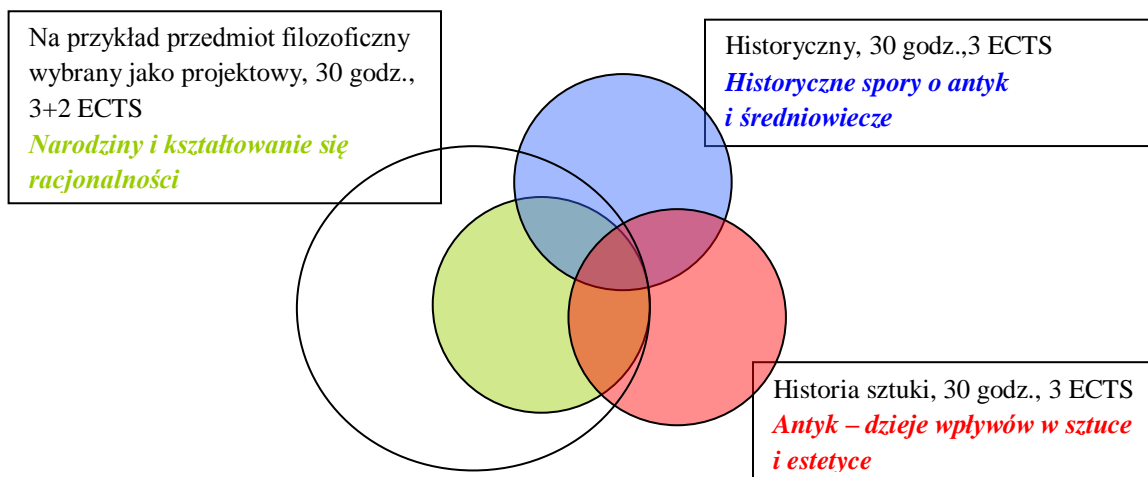 Na przykład przedmiot filozoficzny
wybrany jako projektowy, 30 godz.,
3+2 ECTS
Narodziny i kształtowanie się
racjonalności
Historyczny, 30 godz.,3 ECTS
Historyczne spory o antyk
i średniowiecze
Historia sztuki, 30 godz., 3 ECTS
Antyk – dzieje wpływów w sztuce
i estetyce